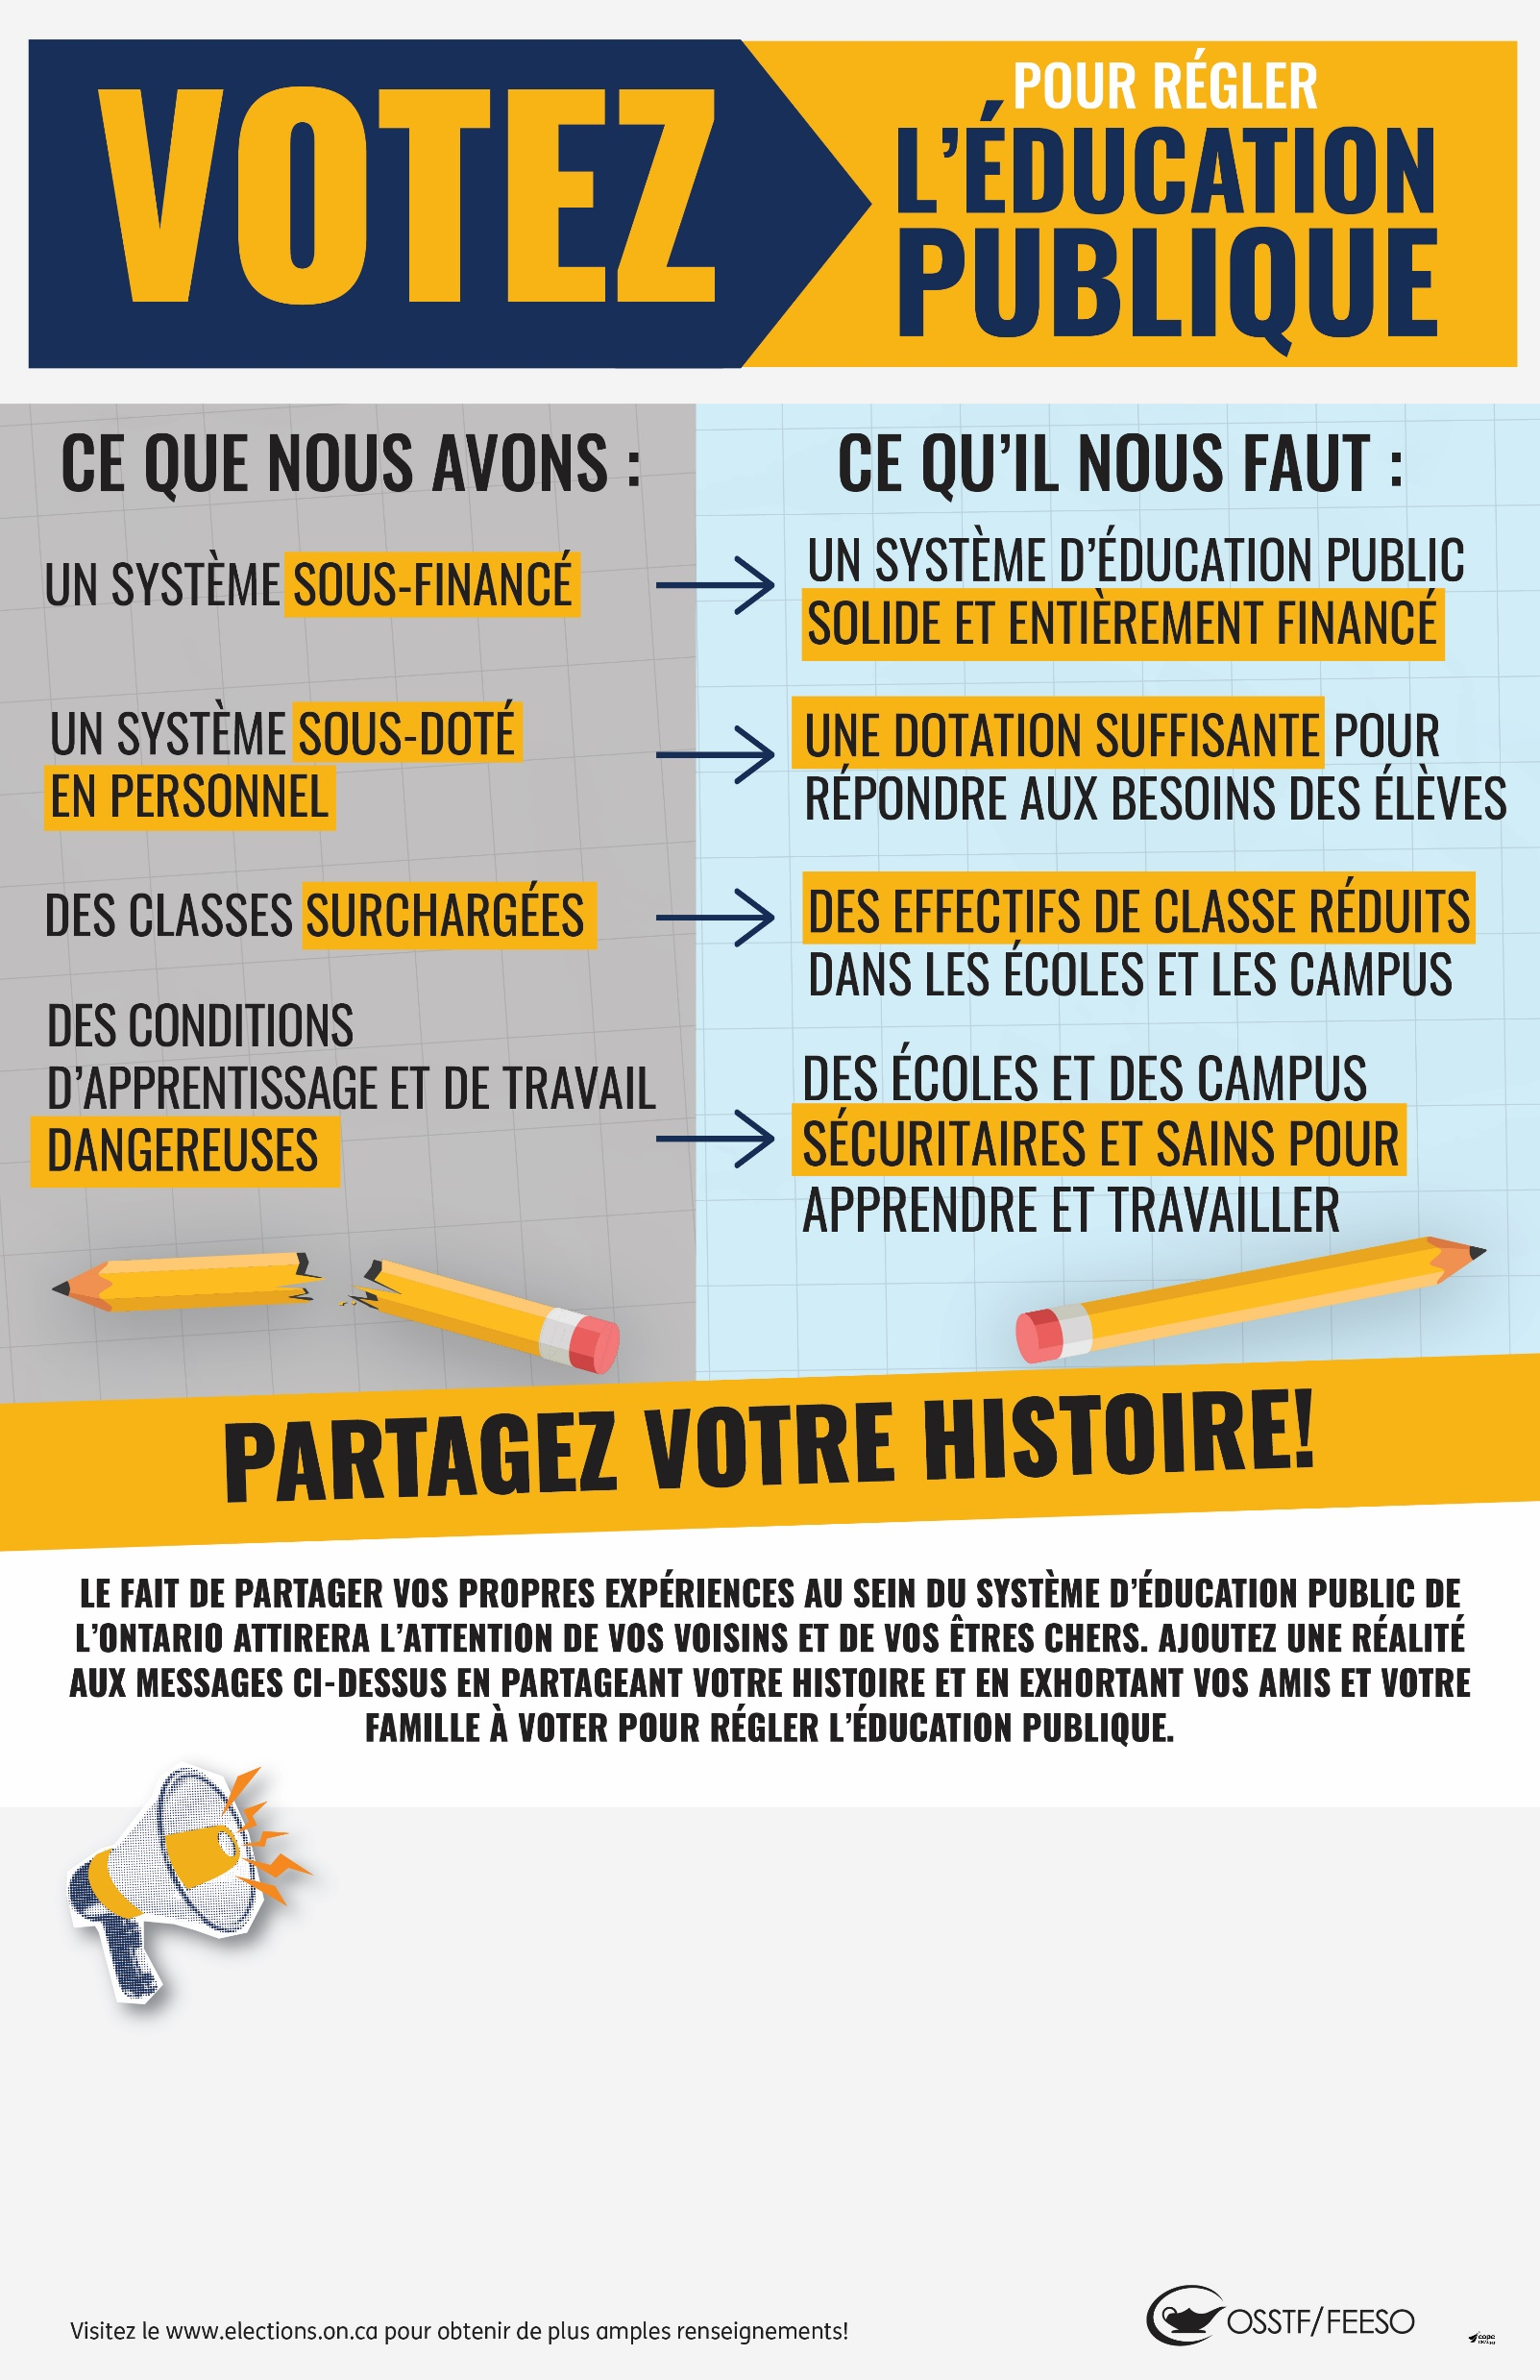 VOTEZ
POUR RÉGLER
L’ÉDUCATION
PUBLIQUE
CE QUE NOUS AVONS :
UN SYSTÈME SOUS-FINANCÉ
UN SYSTÈME SOUS-DOTÉ
EN PERSONNEL
DES CLASSES SURCHARGÉES
DES CONDITIONS
D’APPRENTISSAGE ET DE TRAVAIL
DANGEREUSES
CE QU’IL NOUS FAUT :
UN SYSTÈME D’ÉDUCATION PUBLIC
SOLIDE ET ENTIÈREMENT FINANCÉ
UNE DOTATION SUFFISANTE POUR
RÉPONDRE AUX BESOINS DES ÉLÈVES
DES EFFECTIFS DE CLASSE RÉDUITS
DANS LES ÉCOLES ET LES CAMPUS
DES ÉCOLES ET DES CAMPUS
SÉCURITAIRES ET SAINS POUR
APPRENDRE ET TRAVAILLER
PARTAGEZ VOTRE HISTOIRE!
LE FAIT DE PARTAGER VOS PROPRES EXPÉRIENCES AU SEIN DU SYSTÈME D’ÉDUCATION PUBLIC DE
L’ONTARIO ATTIRERA L’ATTENTION DE VOS VOISINS ET DE VOS ÊTRES CHERS. AJOUTEZ UNE RÉALITÉ
AUX MESSAGES CI-DESSUS EN PARTAGEANT VOTRE HISTOIRE ET EN EXHORTANT VOS AMIS ET VOTRE
FAMILLE À VOTER POUR RÉGLER L’ÉDUCATION PUBLIQUE.
Visitez le www.elections.on.ca pour obtenir de plus amples renseignements!
OSSTF/FEESO
cope